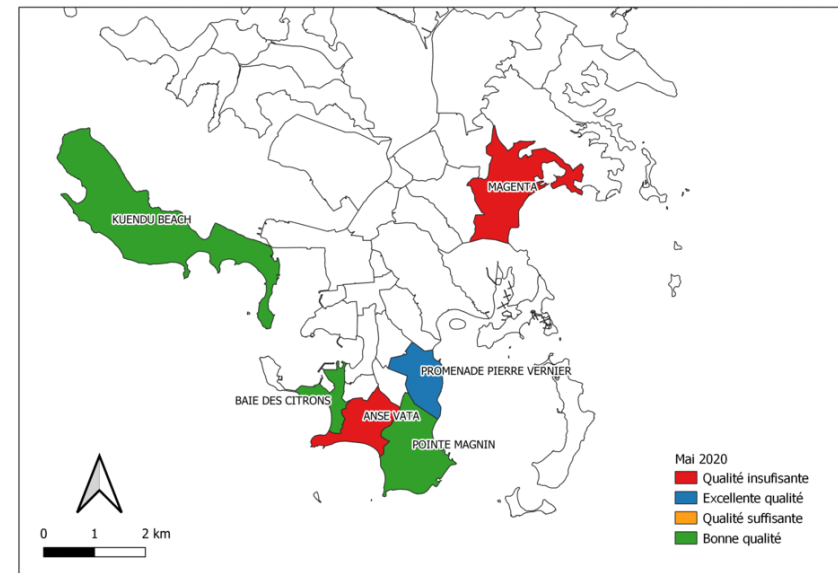 MAGENTA
KUENDU BEACH
PROMENADE PIERRE VERNIER
BAIE DES CITRONS
ANSE VATA
POINTE MAGNIN
Mai 2020
Qualité insufisante
Excellente qualité
Qualité suffisante
Bonne qualité
0 1 2 km